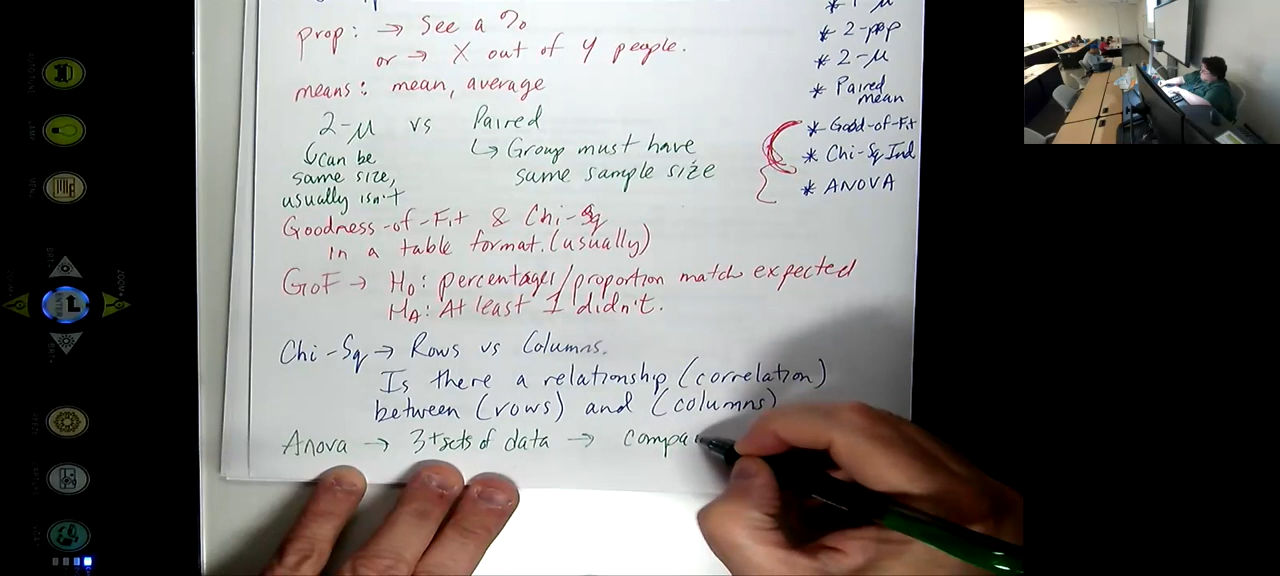 prop: → See a %
or → X out of Y people.
means: mean, average
2-μ vs Paired
↳ can be same size, usually isn't
↳ Group must have same sample size
Goodness-of-Fit & Chi-Sq
in a table format. (usually)
GoF → H₀: percentages/proportion match expected
HA: At least 1 didn't.
Chi-Sq → Rows vs Columns.
Is there a relationship (correlation)
between (rows) and (columns)
Anova → 3+ sets of data → compa
* 2-pop
* 2-μ
* Paired
mean
* Good-of-Fit
* Chi-Sq Ind
* ANOVA